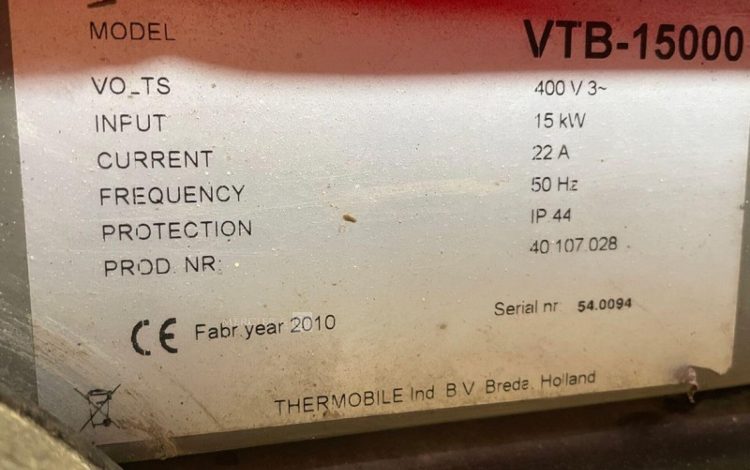 MODEL VTB-15000
VOLTS 400 V 3~
INPUT 15 kW
CURRENT 22 A
FREQUENCY 50 Hz
PROTECTION IP 44
PROD. NR: 40.107.028
CE Fabr.year 2010
Serial nr. 54.0094
THERMOBILE Ind. B.V. Breda, Holland